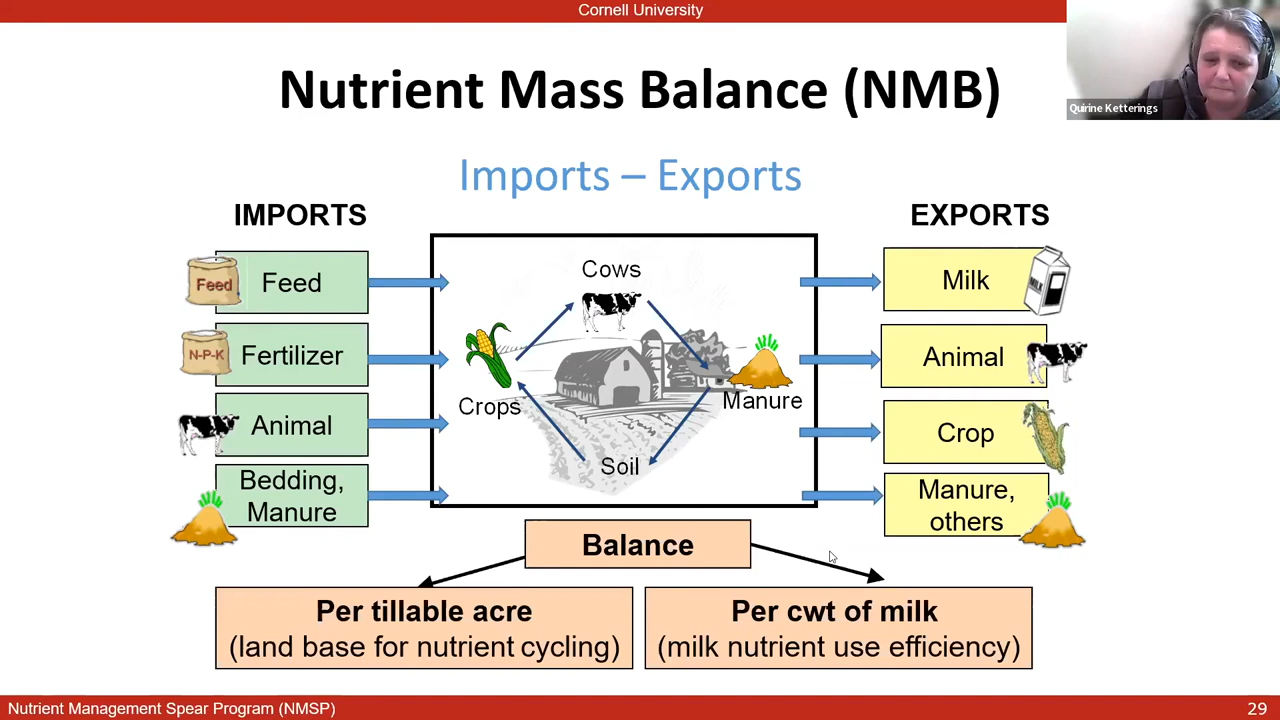 Cornell University
Quirine Ketterings
Nutrient Mass Balance (NMB)
Imports – Exports
IMPORTS
EXPORTS
Feed
Feed
N-P-K
Fertilizer
Animal
Bedding,
Manure
Cows
Crops
Manure
Soil
Milk
MILK
Animal
Crop
Manure,
others
Balance
Per tillable acre
(land base for nutrient cycling)
Per cwt of milk
(milk nutrient use efficiency)
Nutrient Management Spear Program (NMSP)
29